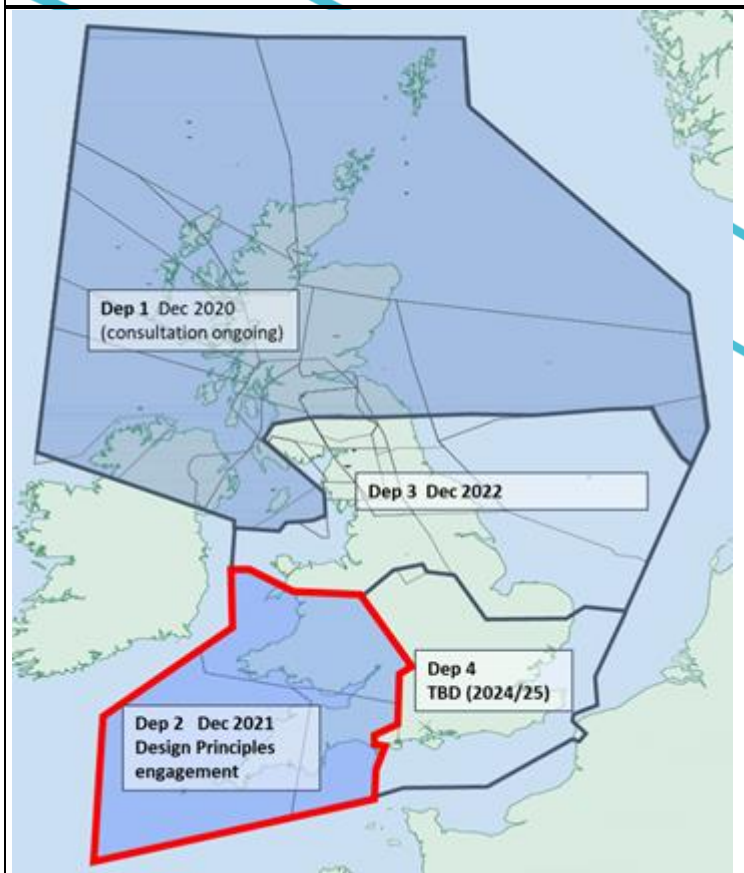 Dep 1 Dec 2020
(consultation ongoing)
Dep 3 Dec 2022
Dep 4
TBD (2024/25)
Dep 2 Dec 2021
Design Principles
engagement